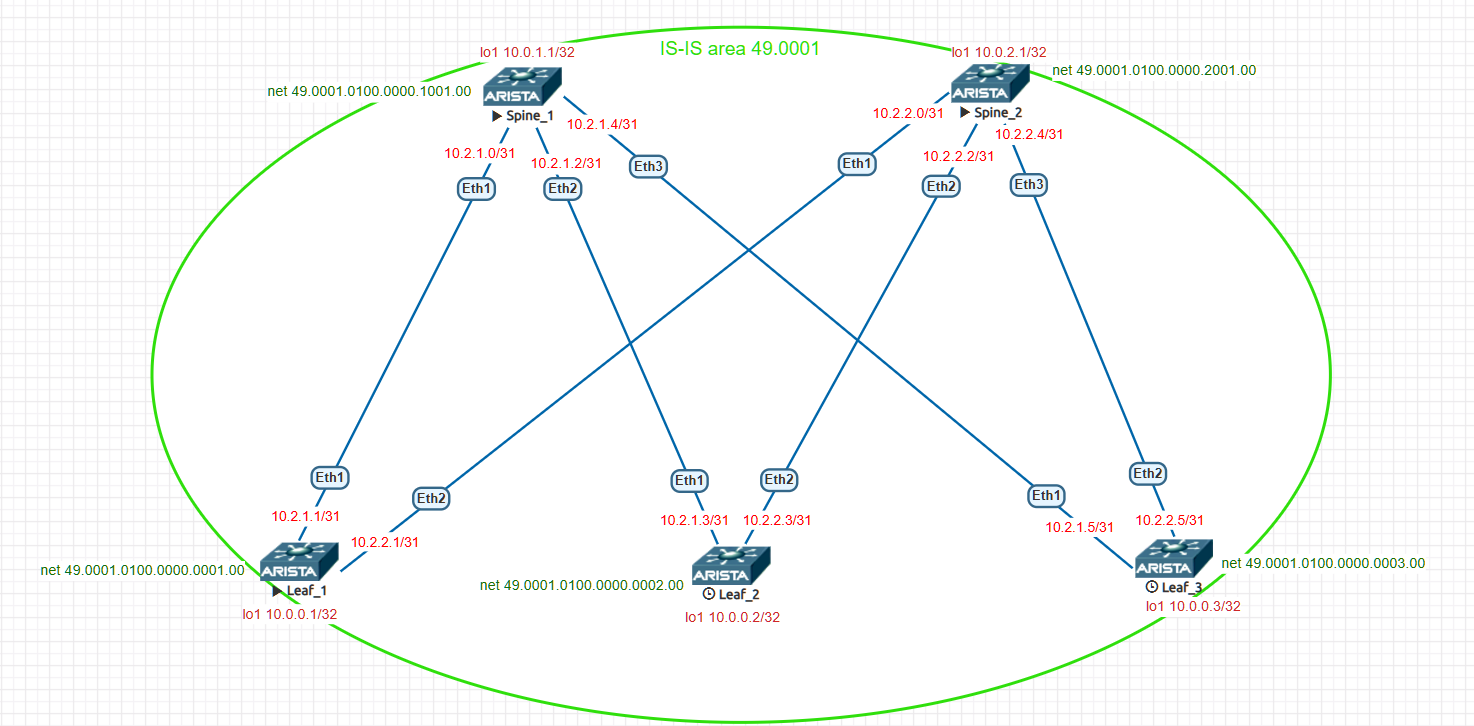 IS-IS area 49.0001
lo1 10.0.1.1/32
lo1 10.0.2.1/32
net 49.0001.0100.0000.1001.00
ARISTA
Spine_1
ARISTA
Spine_2
net 49.0001.0100.0000.2001.00
10.2.1.0/31
10.2.1.2/31
10.2.1.4/31
10.2.2.0/31
10.2.2.2/31
10.2.2.4/31
Eth1
Eth2
Eth3
Eth1
Eth2
Eth3
Eth1
Eth2
Eth1
Eth2
Eth1
Eth2
10.2.1.1/31
10.2.2.1/31
10.2.1.3/31
10.2.2.3/31
10.2.1.5/31
10.2.2.5/31
net 49.0001.0100.0000.0001.00
ARISTA
Leaf_1
lo1 10.0.0.1/32
net 49.0001.0100.0000.0002.00
ARISTA
Leaf_2
lo1 10.0.0.2/32
ARISTA
Leaf_3
net 49.0001.0100.0000.0003.00
lo1 10.0.0.3/32